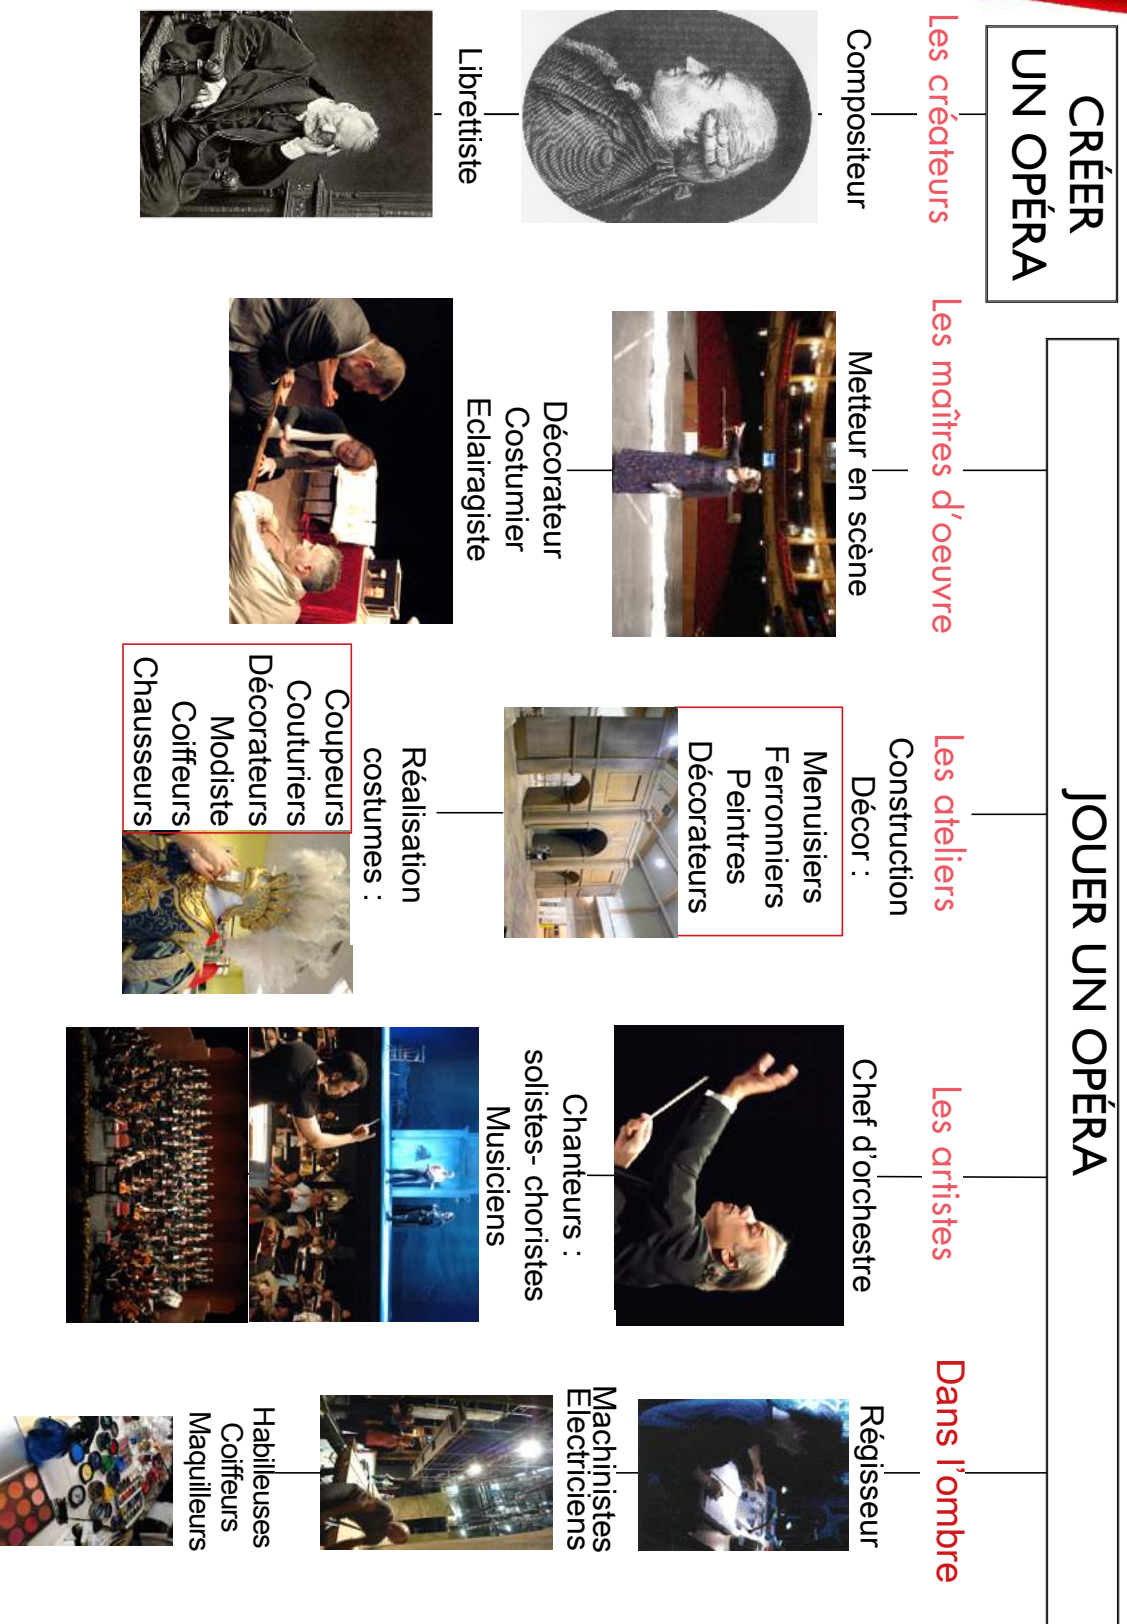 CRÉER
UN OPÉRA
JOUER UN OPÉRA
Les créateurs
Compositeur
Librettiste
Les maîtres d'oeuvre
Metteur en scène
Décorateur
Costumier
Eclairagiste
Les ateliers
Construction
Décor :
Menuisiers
Ferronniers
Peintres
Décorateurs
Réalisation
costumes :
Coupeurs
Couturiers
Décorateurs
Modiste
Coiffeurs
Chausseurs
Les artistes
Chef d'orchestre
Chanteurs :
solistes- choristes
Musiciens
Dans l'ombre
Régisseur
Machinistes
Electriciens
Habilleuses
Coiffeurs
Maquilleurs